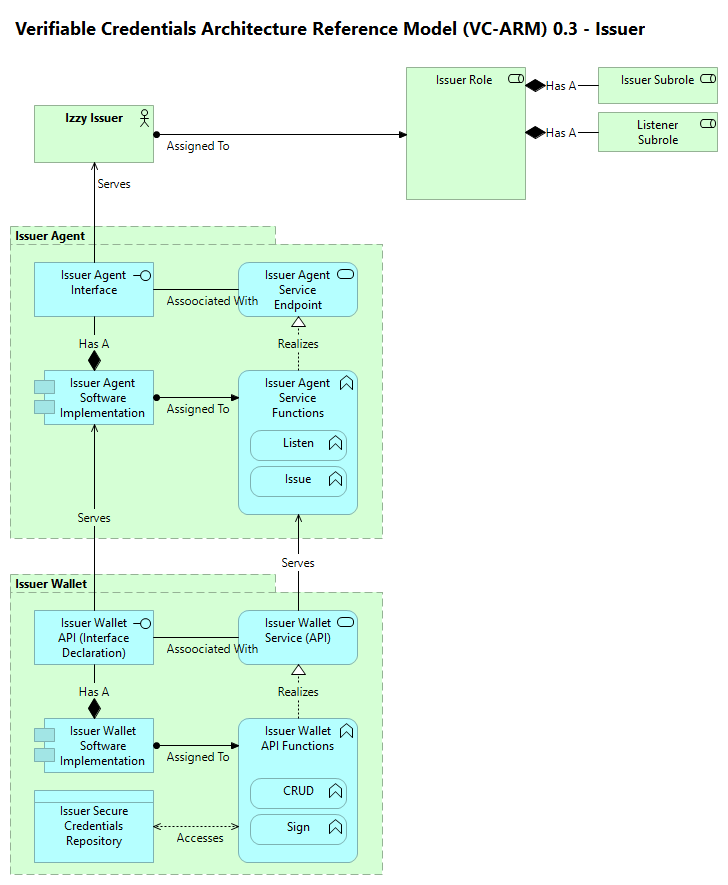 Verifiable Credentials Architecture Reference Model (VC-ARM) 0.3 - Issuer
Issuer Role
Has A
Issuer Subrole
Izzy Issuer
Assigned To
Has A
Listener
Subrole
Serves
Issuer Agent
Issuer Agent
Interface
Assoociated With
Issuer Agent
Service
Endpoint
Has A
Realizes
Issuer Agent
Software
Implementation
Assigned To
Issuer Agent
Service
Functions
Listen
Issue
Serves
Serves
Issuer Wallet
Issuer Wallet
API (Interface
Declaration)
Assoociated With
Issuer Wallet
Service (API)
Has A
Realizes
Issuer Wallet
Software
Implementation
Assigned To
Issuer Wallet
API Functions
CRUD
Sign
Issuer Secure
Credentials
Repository
Accesses